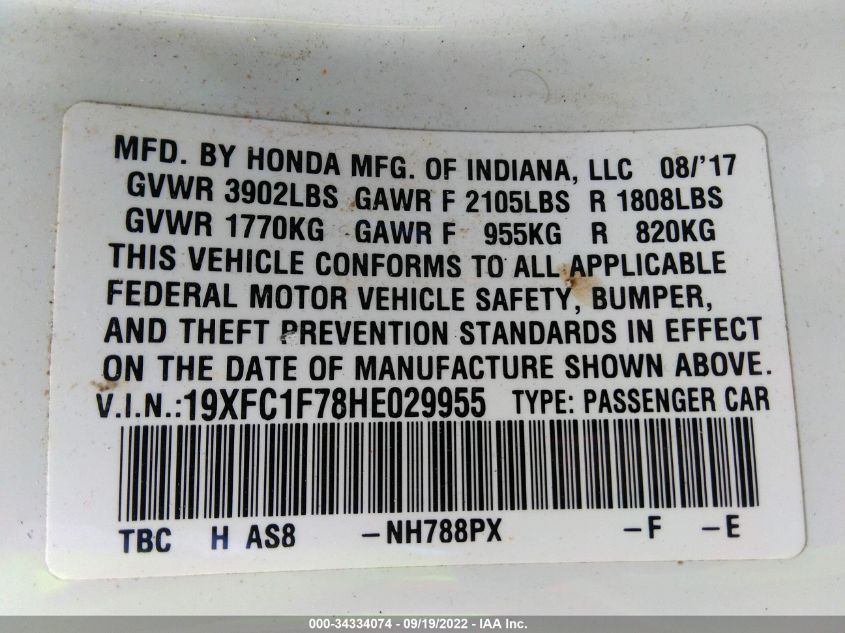 MFD. BY HONDA MFG. OF INDIANA, LLC 08/'17
GVWR 3902LBS GAWR F 2105LBS R 1808LBS
GVWR 1770KG GAWR F 955KG R 820KG
THIS VEHICLE CONFORMS TO ALL APPLICABLE
FEDERAL MOTOR VEHICLE SAFETY, BUMPER,
AND THEFT PREVENTION STANDARDS IN EFFECT
ON THE DATE OF MANUFACTURE SHOWN ABOVE.
V.I.N.:19XFC1F78HE029955 TYPE: PASSENGER CAR
TBC H AS8 -NH788PX -F -E
000-34334074 - 09/19/2022 - IAA Inc.